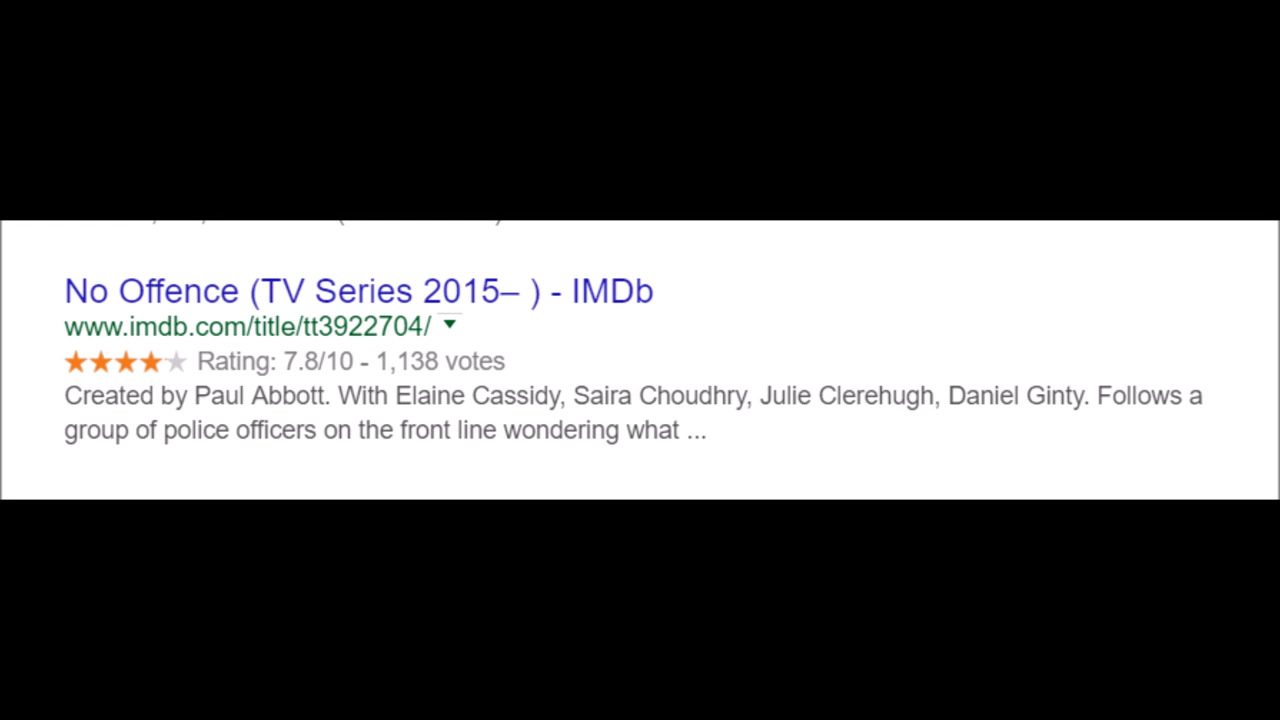 No Offence (TV Series 2015– ) - IMDb
www.imdb.com/title/tt3922704/
Rating: 7.8/10 - 1,138 votes
Created by Paul Abbott. With Elaine Cassidy, Saira Choudhry, Julie Clerehugh, Daniel Ginty. Follows a
group of police officers on the front line wondering what ...